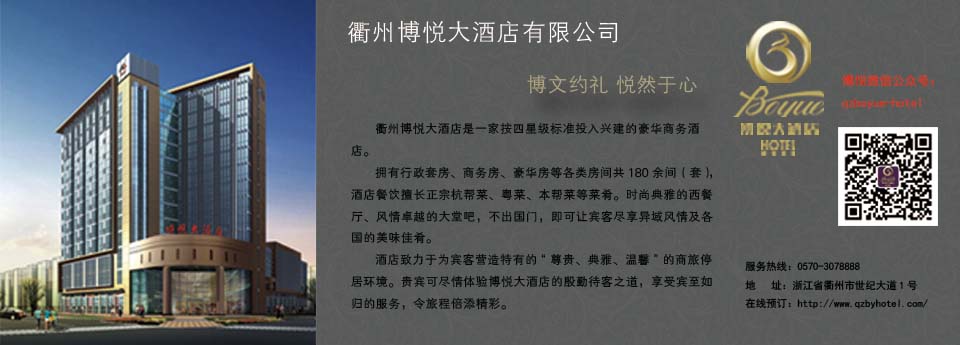 衢州博悦大酒店有限公司
博文约礼 悦然于心
衢州博悦大酒店是一家按四星级标准投入兴建的豪华商务酒
店。
拥有行政套房、商务房、豪华房等各类房间共 180 余间（套），
酒店餐饮擅长正宗杭帮菜、粤菜、本帮菜等菜肴。时尚典雅的西餐
厅、风情卓越的大堂吧，不出国门，即可让宾客尽享异域风情及各
国的美味佳肴。
酒店致力于为宾客营造特有的“尊贵、典雅、温馨”的商旅停
居环境。贵宾可尽情体验博悦大酒店的殷勤待客之道，享受宾至如
归的服务，令旅程倍添精彩。
Boyue
博悦大酒店
HOTEL
博悦微信公众号：
qzboyue-hotel
服务热线：0570-3078888
地 址：浙江省衢州市世纪大道1号
在线预订：http://www.qzbyhotel.com/